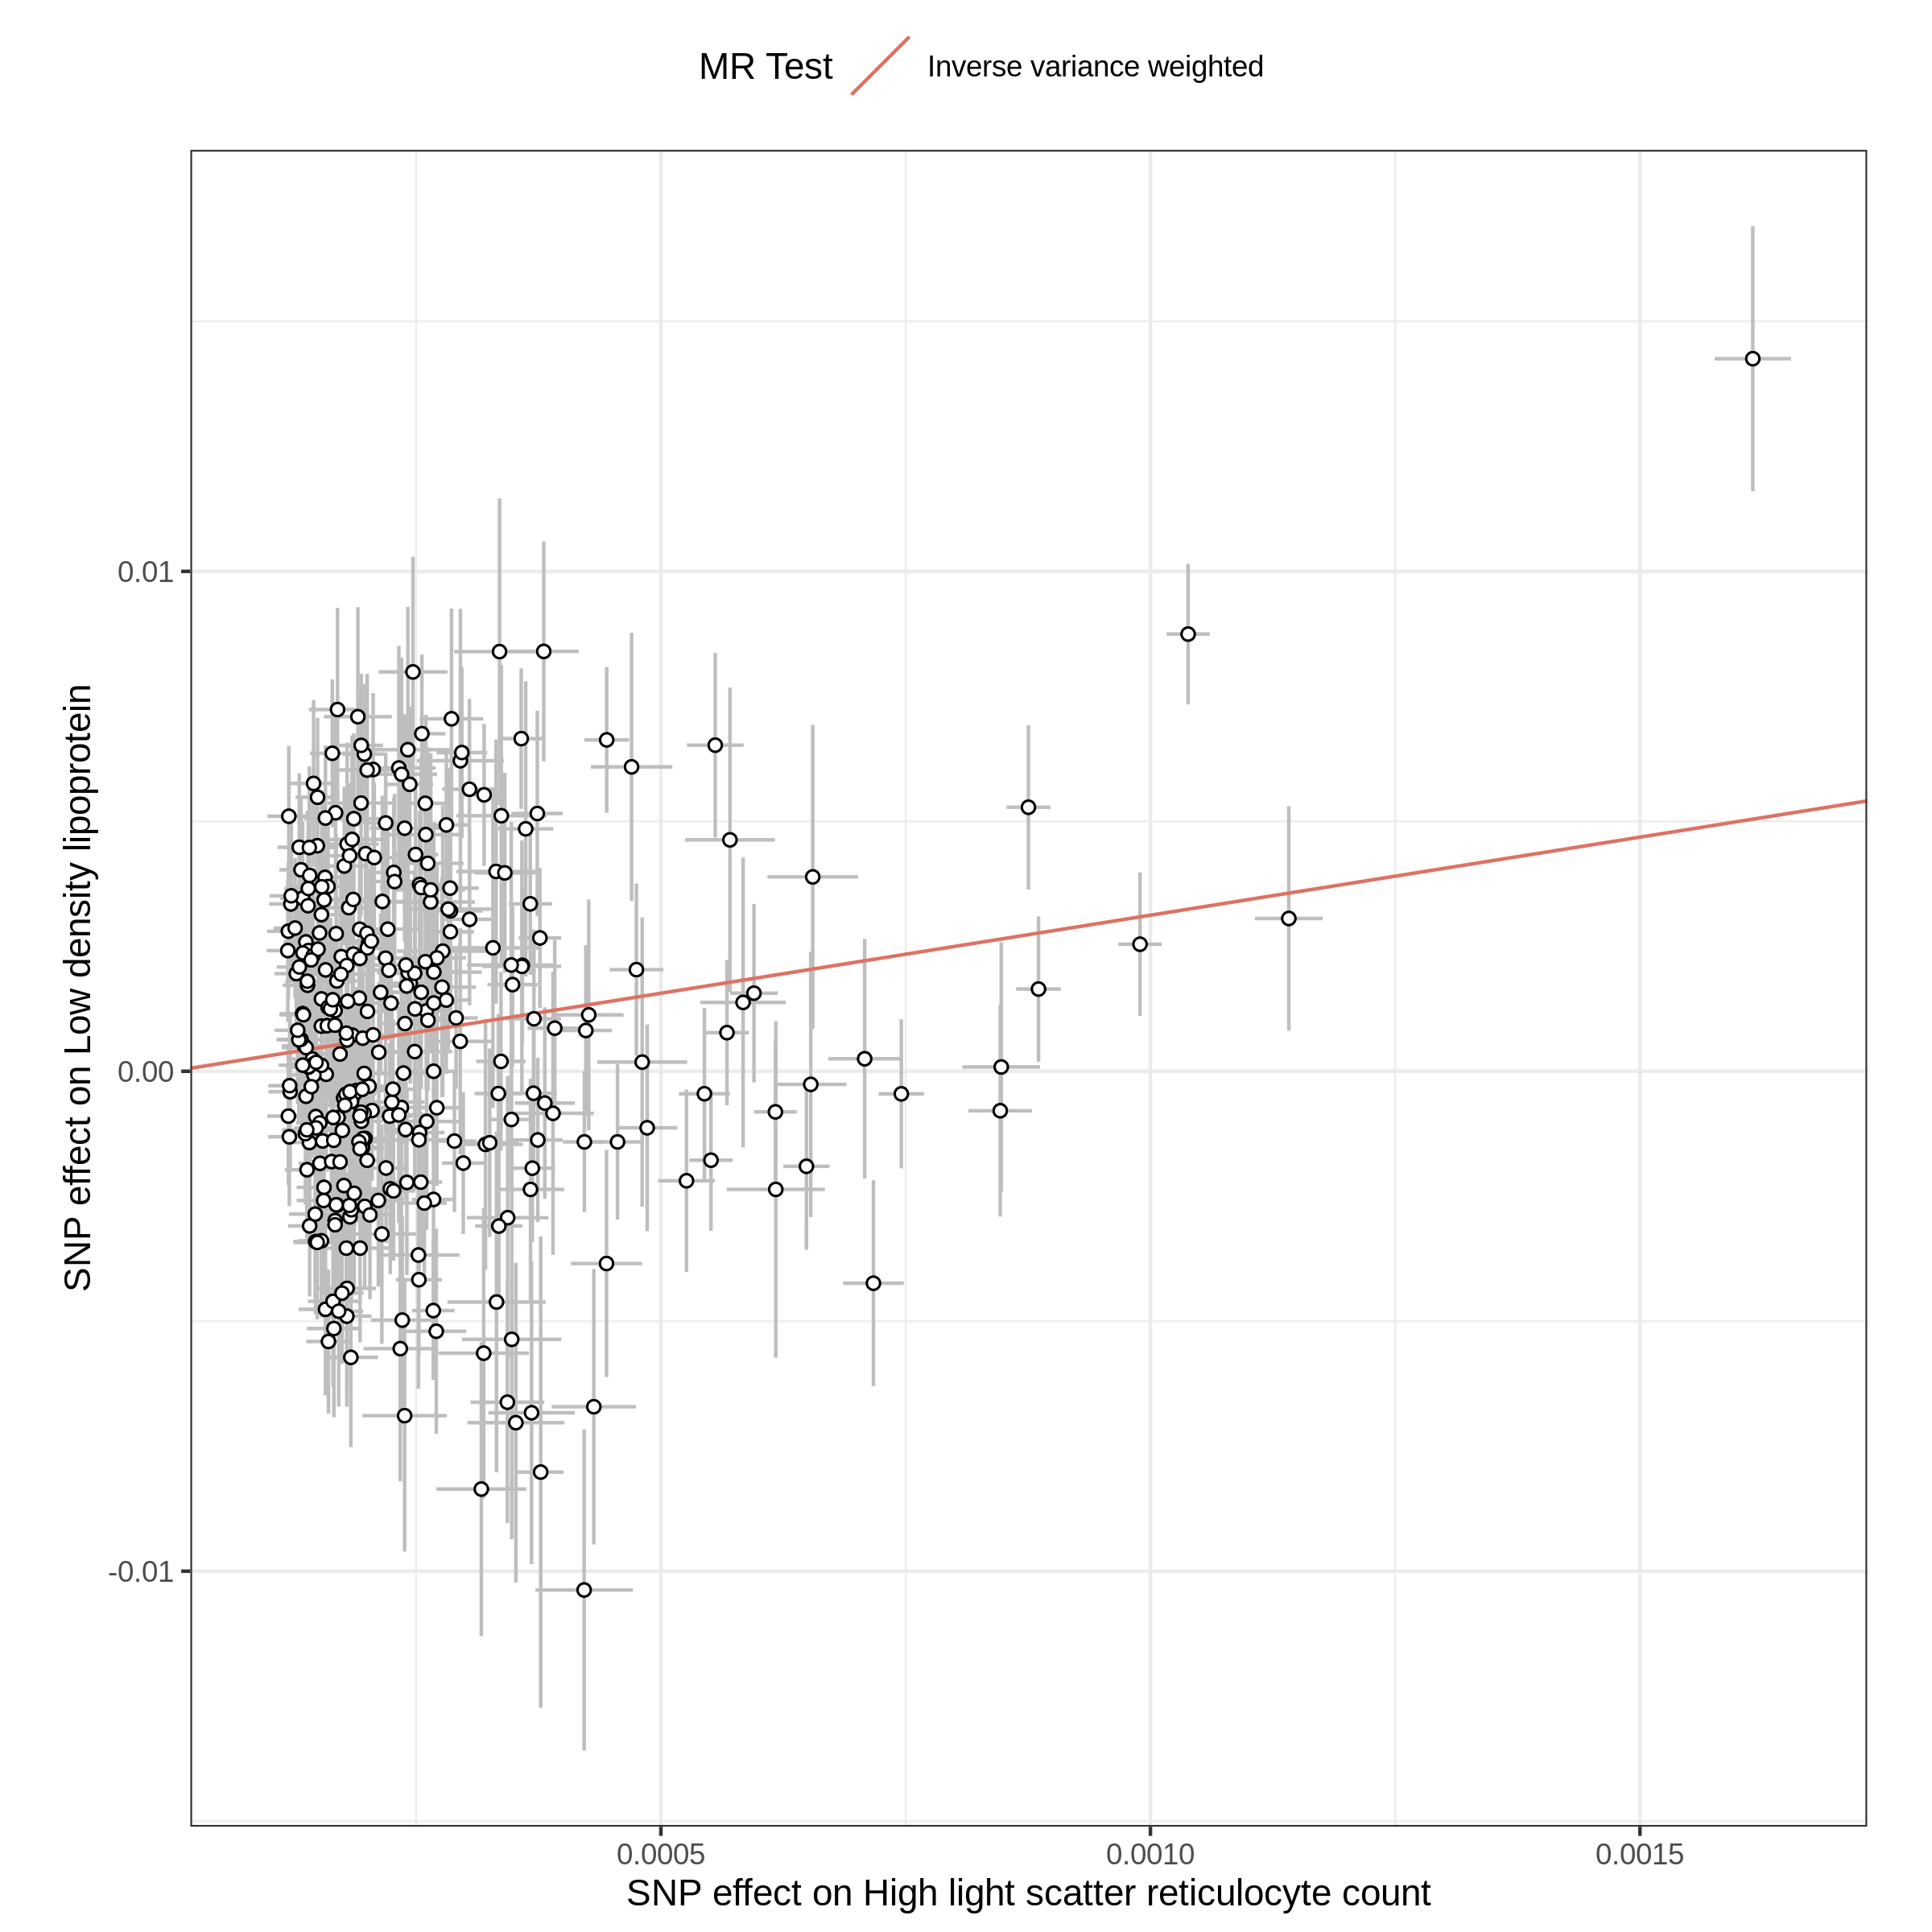 MR Test Inverse variance weighted
SNP effect on Low density lipoprotein
0.01
0.00
-0.01
0.0005 0.0010 0.0015
SNP effect on High light scatter reticulocyte count